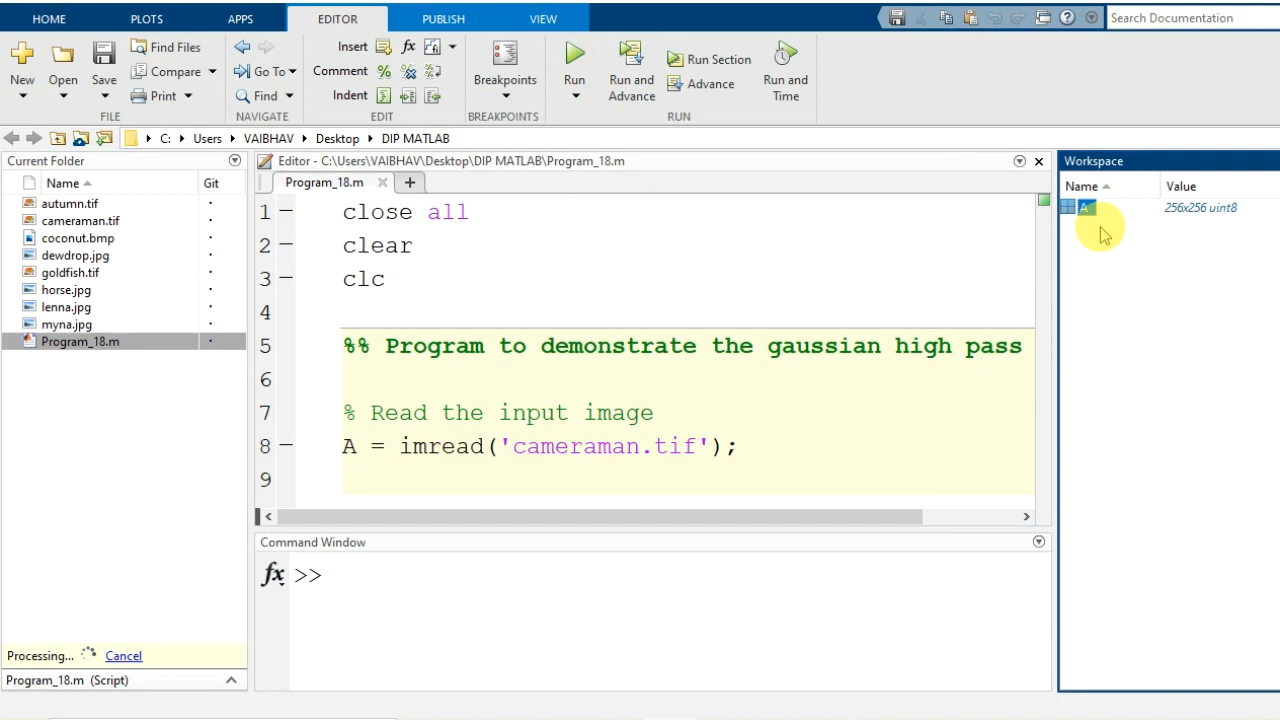 HOME PLOTS APPS EDITOR PUBLISH VIEW
Search Documentation
New
Open
Save
Find Files
Compare
Print
FILE
Go To
Find
NAVIGATE
Insert
fx
Comment
%
Indent
EDIT
Breakpoints
BREAKPOINTS
Run
Run and Advance
Run Section
Advance
Run and Time
RUN
C: Users VAIBHAV Desktop DIP MATLAB
Current Folder
Name Git
autumn.tif
cameraman.tif
coconut.bmp
dewdrop.jpg
goldfish.tif
horse.jpg
lenna.jpg
myna.jpg
Program_18.m
Processing... Cancel
Program_18.m (Script)
Editor - C:\Users\VAIBHAV\Desktop\DIP MATLAB\Program_18.m
Program_18.m
1 close all
2 clear
3 clc
4
5 %% Program to demonstrate the gaussian high pass
6
7 % Read the input image
8 A = imread('cameraman.tif');
9
Command Window
fx >>
Workspace
Name Value
A 256x256 uint8